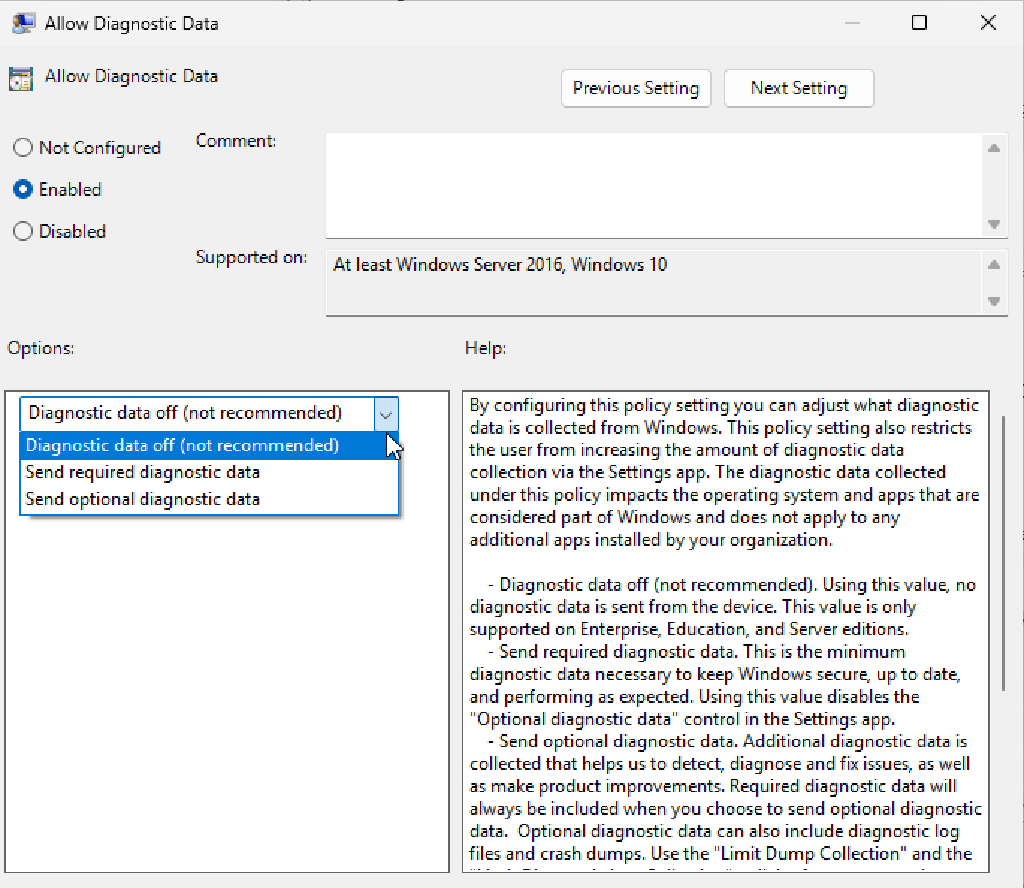 Allow Diagnostic Data
Allow Diagnostic Data
Previous Setting
Next Setting
Not Configured
Enabled
Disabled
Comment:
Supported on:
At least Windows Server 2016, Windows 10
Options:
Help:
Diagnostic data off (not recommended)
Diagnostic data off (not recommended)
Send required diagnostic data
Send optional diagnostic data
By configuring this policy setting you can adjust what diagnostic
data is collected from Windows. This policy setting also restricts
the user from increasing the amount of diagnostic data
collection via the Settings app. The diagnostic data collected
under this policy impacts the operating system and apps that are
considered part of Windows and does not apply to any
additional apps installed by your organization.
- Diagnostic data off (not recommended). Using this value, no
diagnostic data is sent from the device. This value is only
supported on Enterprise, Education, and Server editions.
- Send required diagnostic data. This is the minimum
diagnostic data necessary to keep Windows secure, up to date,
and performing as expected. Using this value disables the
"Optional diagnostic data" control in the Settings app.
- Send optional diagnostic data. Additional diagnostic data is
collected that helps us to detect, diagnose and fix issues, as well
as make product improvements. Required diagnostic data will
always be included when you choose to send optional diagnostic
data.  Optional diagnostic data can also include diagnostic log
files and crash dumps. Use the "Limit Dump Collection" and the